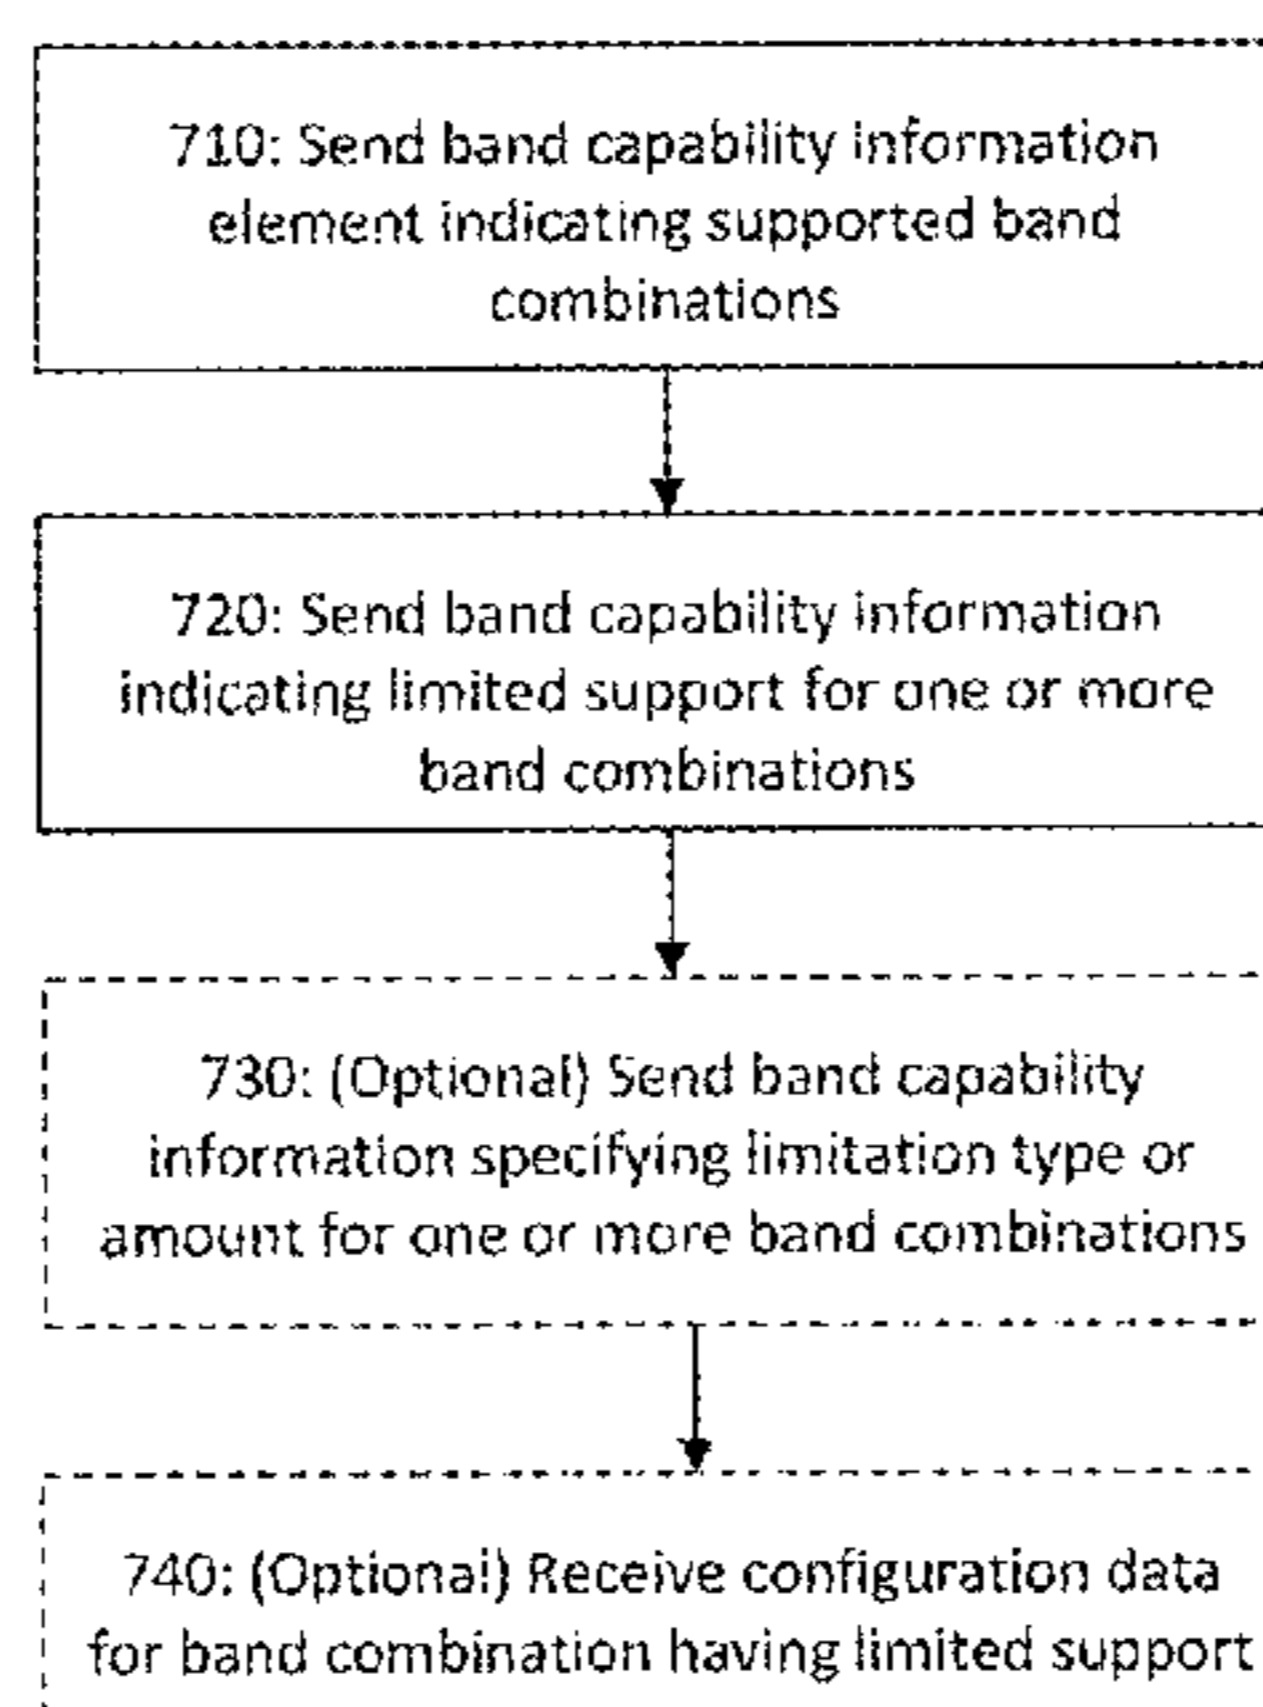 710: Send band capability information
element indicating supported band
combinations
720: Send band capability information
indicating limited support for one or more
band combinations
730: (Optional) Send band capability
information specifying limitation type or
amount for one or more band combinations
740: (Optional) Receive configuration data
for band combination having limited support